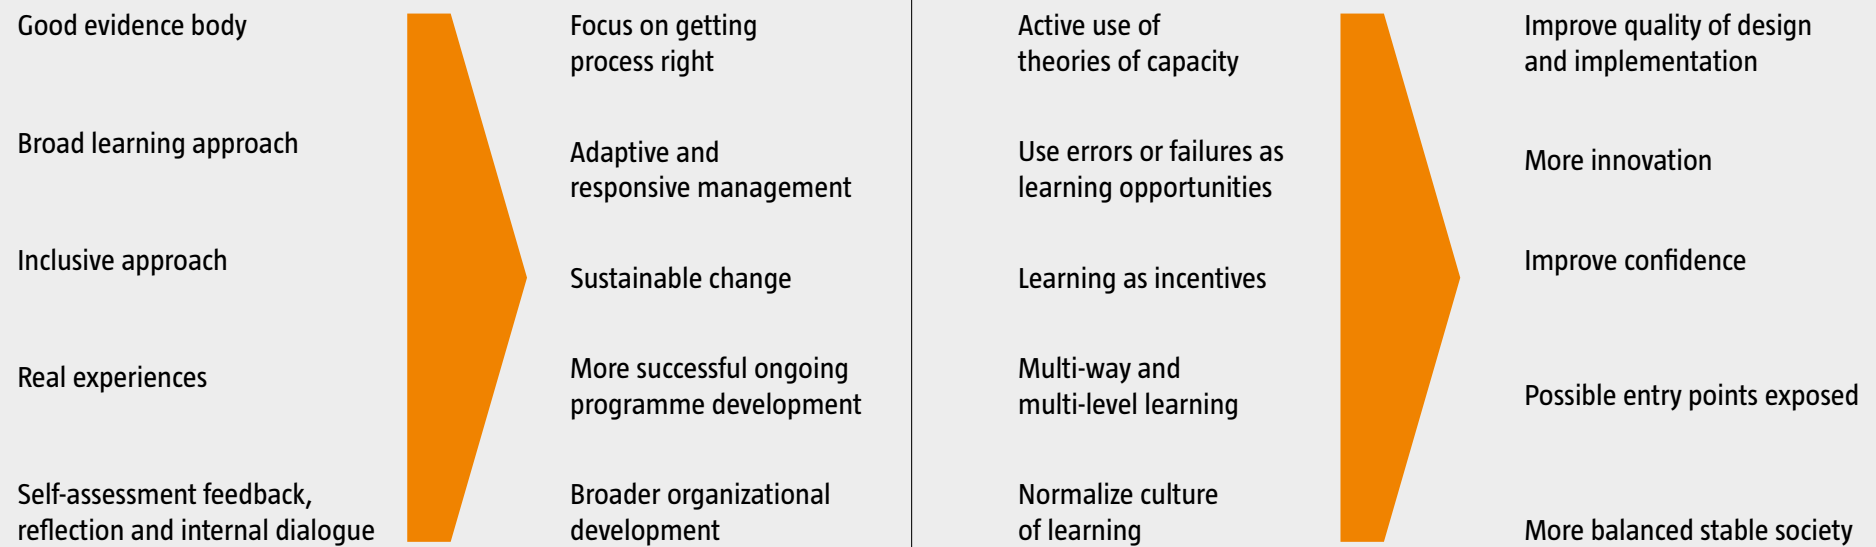 Good evidence body
Broad learning approach
Inclusive approach
Real experiences
Self-assessment feedback,
reflection and internal dialogue
Focus on getting
process right
Adaptive and
responsive management
Sustainable change
More successful ongoing
programme development
Broader organizational
development
Active use of
theories of capacity
Use errors or failures as
learning opportunities
Learning as incentives
Multi-way and
multi-level learning
Normalize culture
of learning
Improve quality of design
and implementation
More innovation
Improve confidence
Possible entry points exposed
More balanced stable society